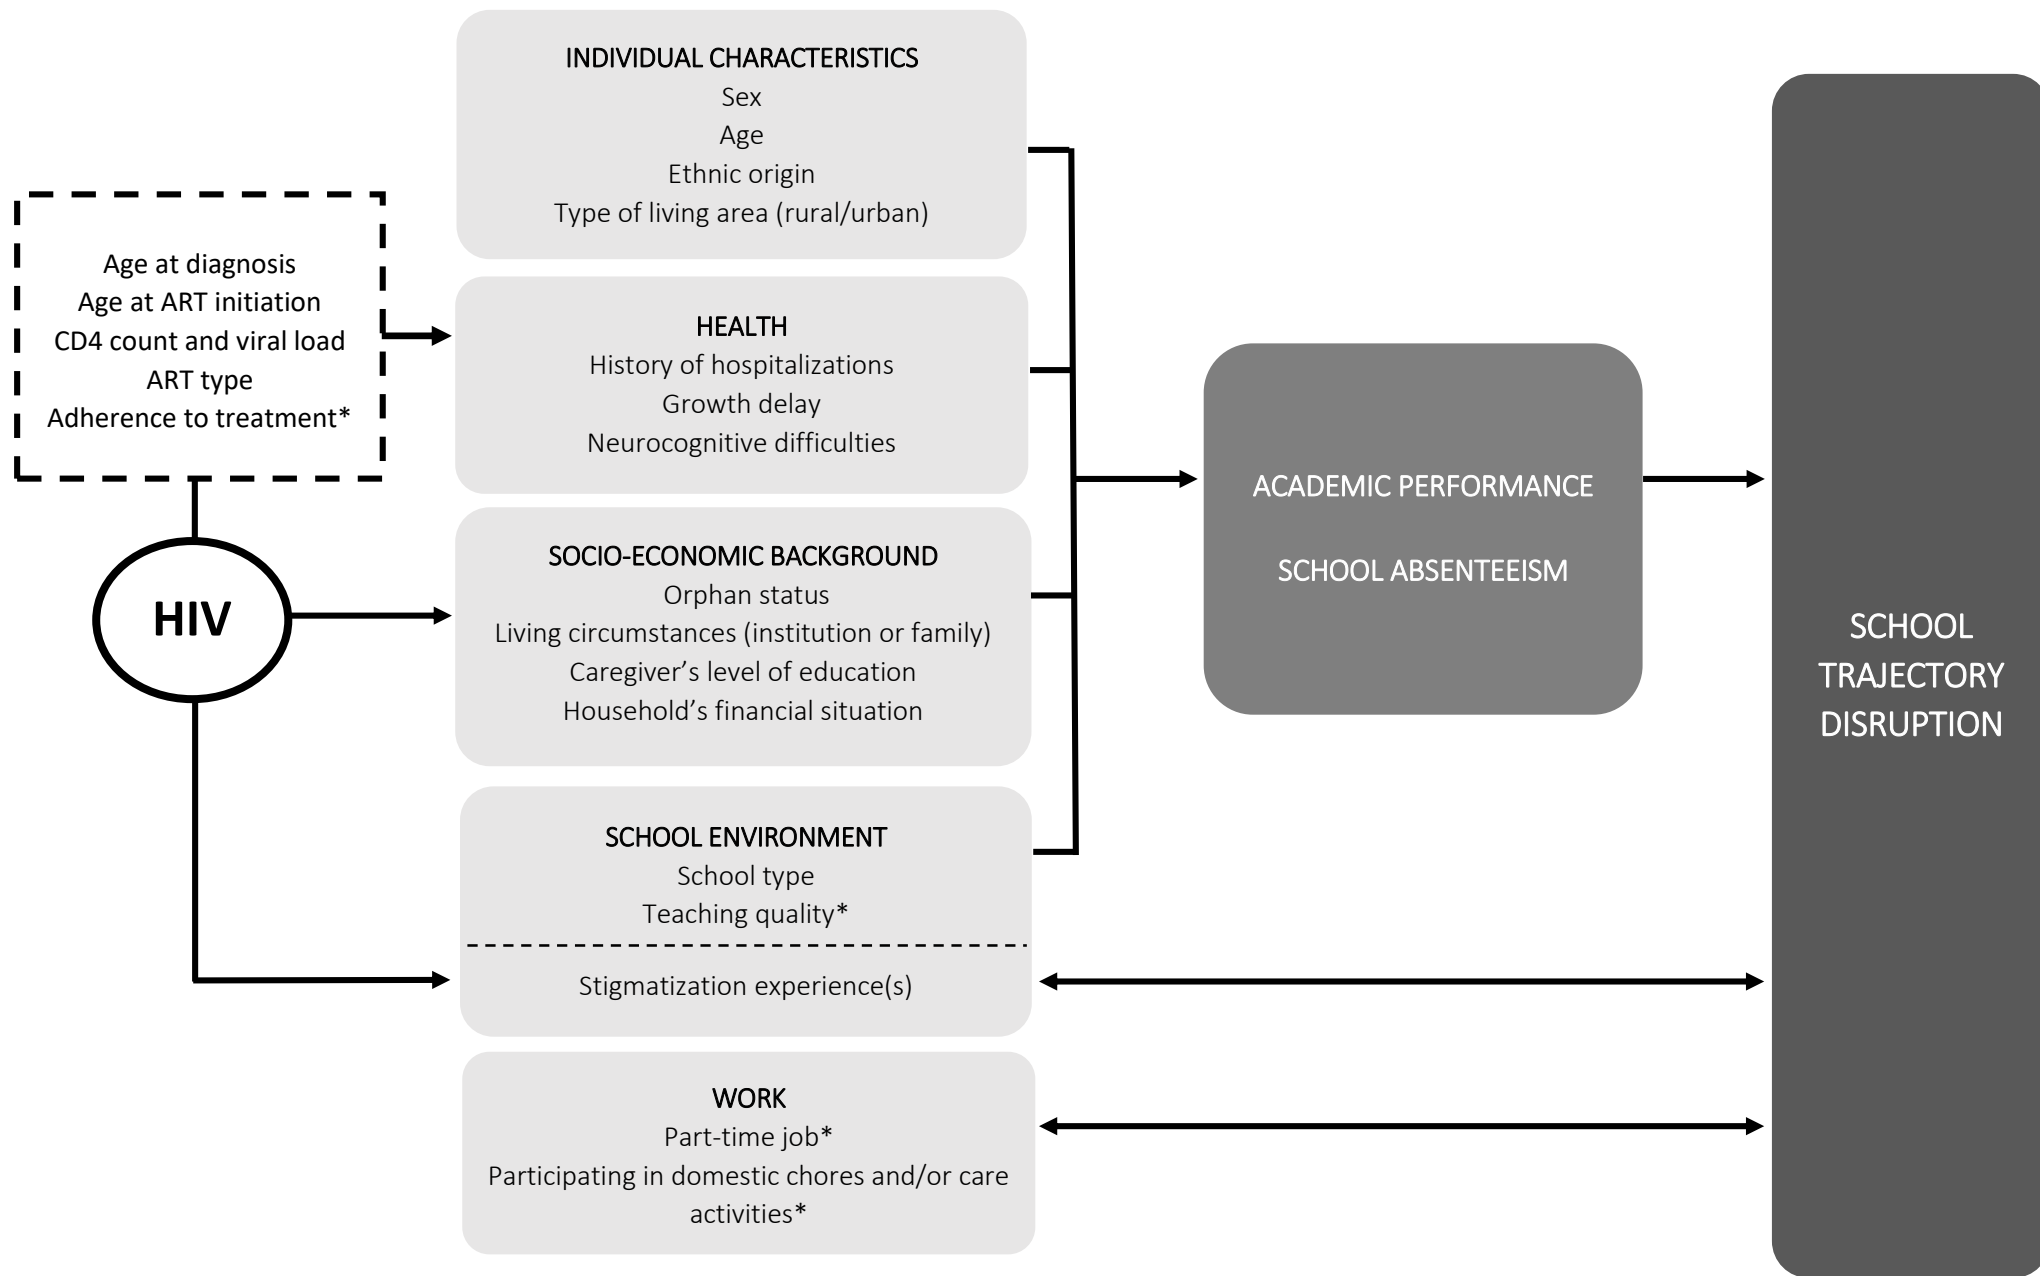 INDIVIDUAL CHARACTERISTICS
Sex
Age
Ethnic origin
Type of living area (rural/urban)
Age at diagnosis
Age at ART initiation
CD4 count and viral load
ART type
Adherence to treatment*
HEALTH
History of hospitalizations
Growth delay
Neurocognitive difficulties
HIV
SOCIO-ECONOMIC BACKGROUND
Orphan status
Living circumstances (institution or family)
Caregiver’s level of education
Household’s financial situation
SCHOOL ENVIRONMENT
School type
Teaching quality*
Stigmatization experience(s)
WORK
Part-time job*
Participating in domestic chores and/or care
activities*
ACADEMIC PERFORMANCE
SCHOOL ABSENTEEISM
SCHOOL
TRAJECTORY
DISRUPTION